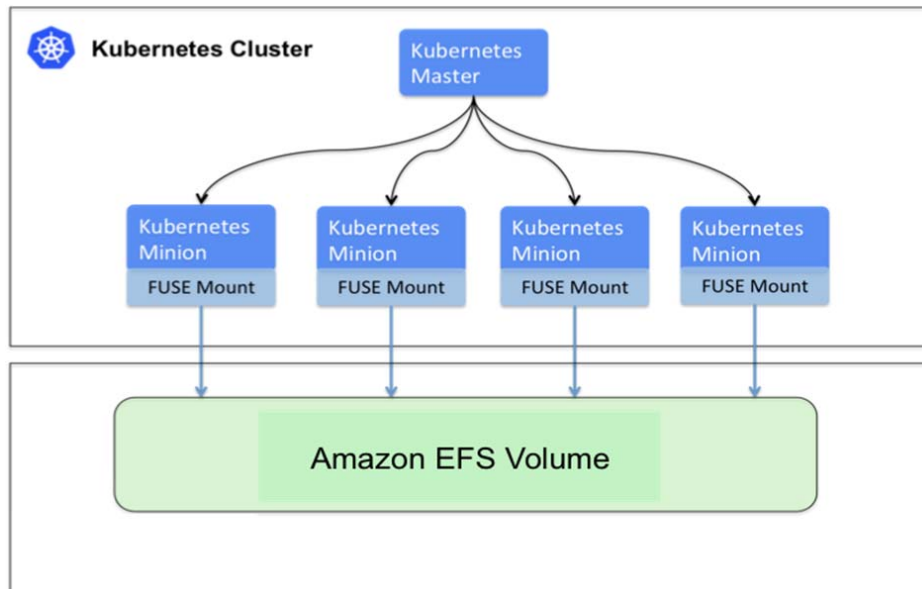 Kubernetes Cluster
Kubernetes
Master
Kubernetes
Minion
FUSE Mount
Kubernetes
Minion
FUSE Mount
Kubernetes
Minion
FUSE Mount
Kubernetes
Minion
FUSE Mount
Amazon EFS Volume